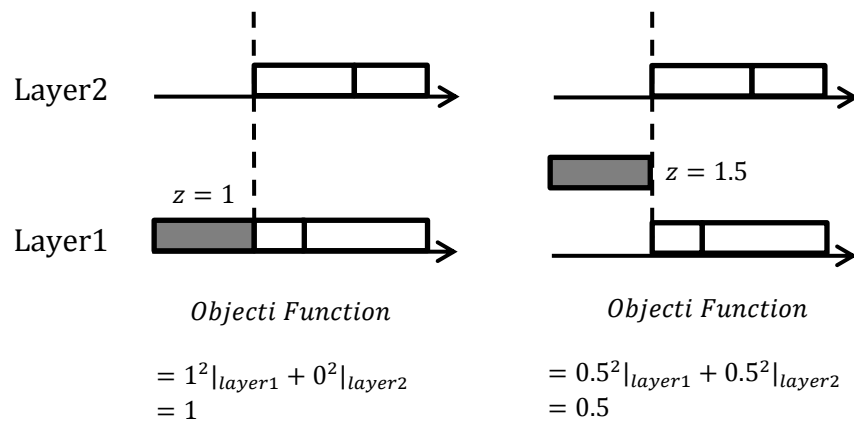 Layer2
z = 1
z = 1.5
Layer1
Objecti Function
Objecti Function
= 1²|layer1 + 0²|layer2
= 1
= 0.5²|layer1 + 0.5²|layer2
= 0.5